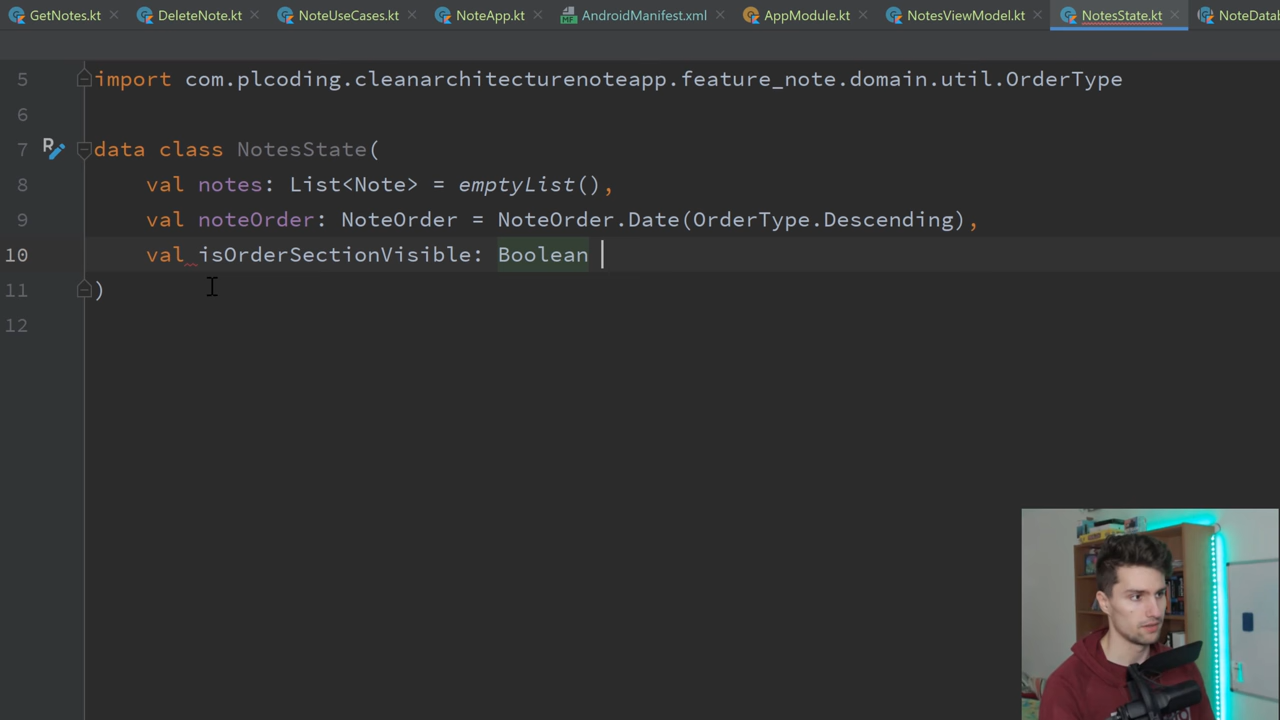 GetNotes.kt DeleteNote.kt NoteUseCases.kt NoteApp.kt AndroidManifest.xml AppModule.kt NotesViewModel.kt NotesState.kt NoteDatab
5 import com.plcoding.cleanarchitecturenoteapp.feature_note.domain.util.OrderType
6
7 data class NotesState(
8 val notes: List<Note> = emptyList(),
9 val noteOrder: NoteOrder = NoteOrder.Date(OrderType.Descending),
10 val isOrderSectionVisible: Boolean
11 )
12